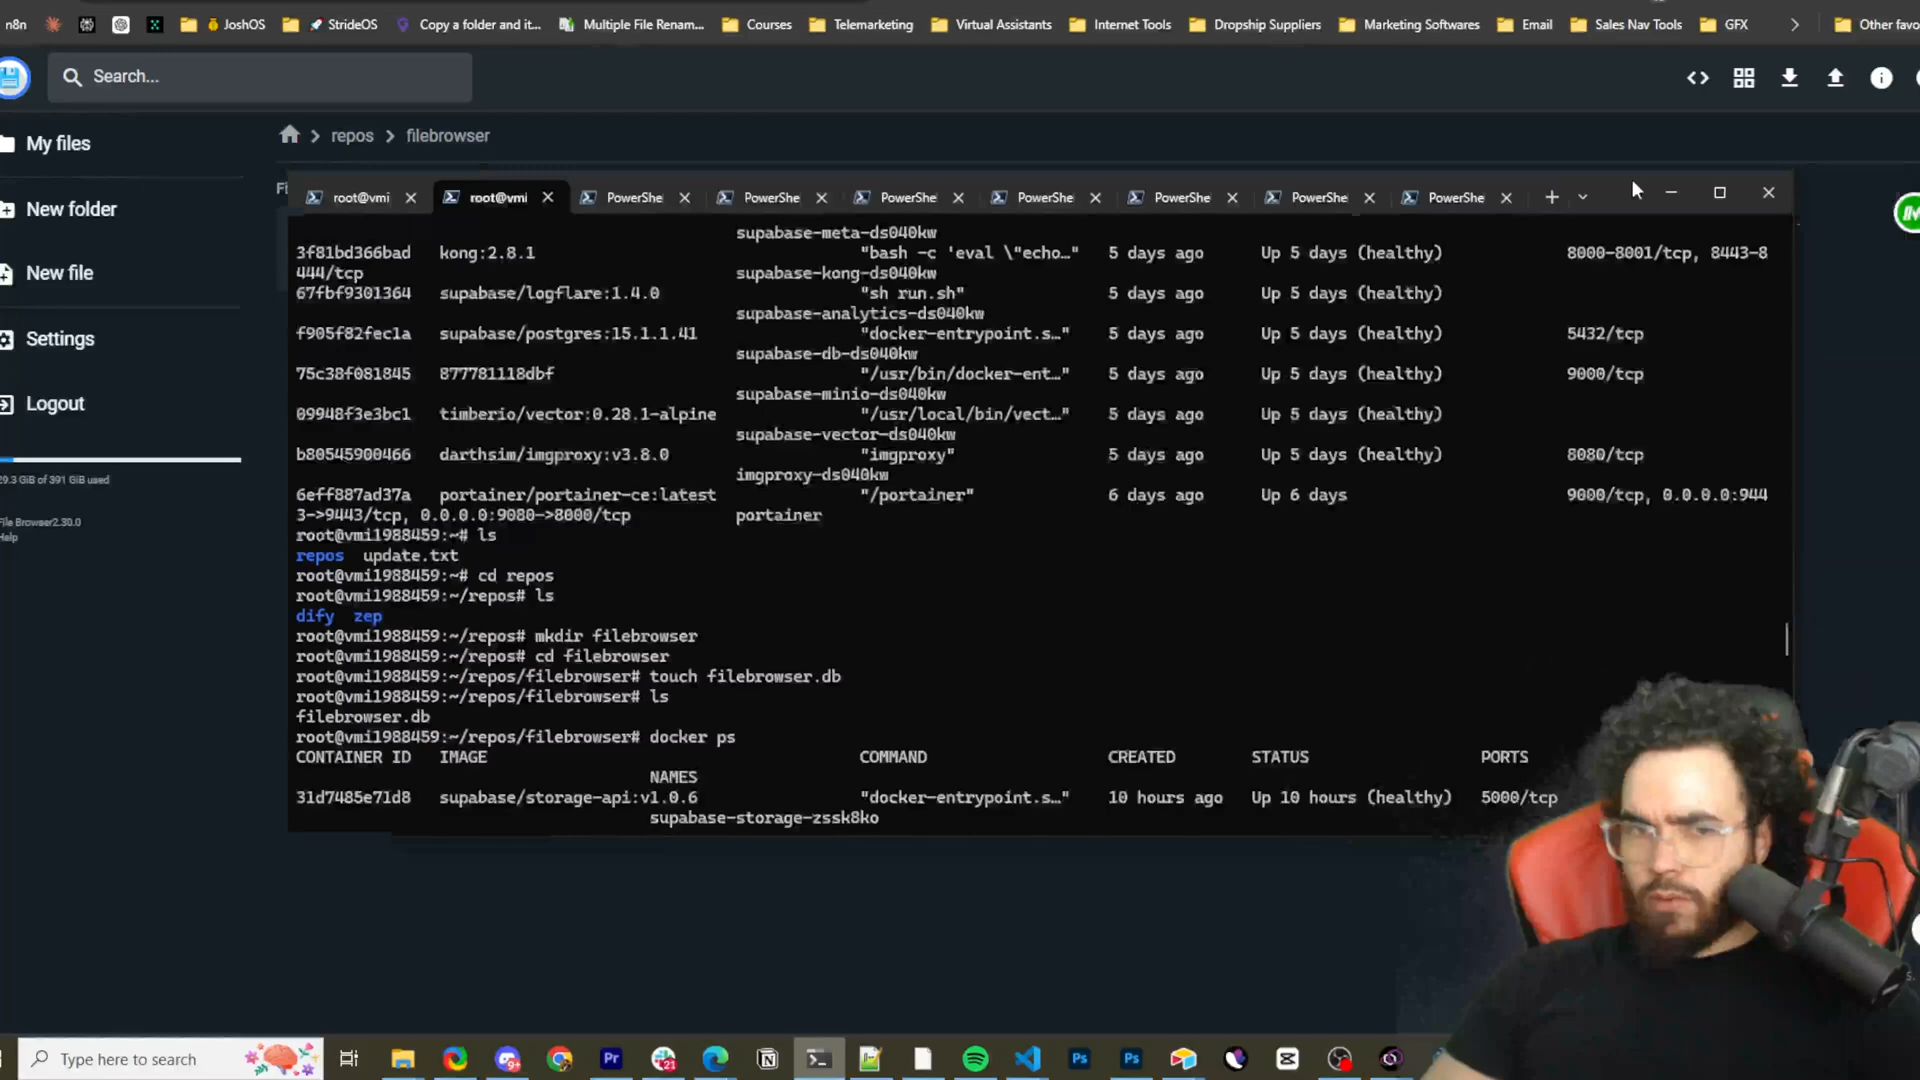 n8n
JoshOS
StrideOS
Copy a folder and it...
Multiple File Renam...
Courses
Telemarketing
Virtual Assistants
Internet Tools
Dropship Suppliers
Marketing Softwares
Email
Sales Nav Tools
GFX
Other favo
Search...
My files
New folder
New file
Settings
Logout
29.3 GiB of 391 GiB used
File Browser2.30.0
Help
repos
filebrowser
root@vmi
root@vmi
PowerShe
PowerShe
PowerShe
PowerShe
PowerShe
PowerShe
PowerShe
supabase-meta-ds040kw
3f81bd366bad kong:2.8.1 "bash -c 'eval \"echo…" 5 days ago Up 5 days (healthy) 8000-8001/tcp, 8443-8
444/tcp supabase-kong-ds040kw
67fbf9301364 supabase/logflare:1.4.0 "sh run.sh" 5 days ago Up 5 days (healthy)
supabase-analytics-ds040kw
f905f82fec1a supabase/postgres:15.1.1.41 "docker-entrypoint.s…" 5 days ago Up 5 days (healthy) 5432/tcp
supabase-db-ds040kw
75c38f081845 877781118dbf "/usr/bin/docker-ent…" 5 days ago Up 5 days (healthy) 9000/tcp
supabase-minio-ds040kw
09948f3e3bc1 timberio/vector:0.28.1-alpine "/usr/local/bin/vect…" 5 days ago Up 5 days (healthy)
supabase-vector-ds040kw
b80545900466 darthsim/imgproxy:v3.8.0 "imgproxy" 5 days ago Up 5 days (healthy) 8080/tcp
imgproxy-ds040kw
6eff887ad37a portainer/portainer-ce:latest "/portainer" 6 days ago Up 6 days 9000/tcp, 0.0.0.0:944
3->9443/tcp, 0.0.0.0:9080->8000/tcp portainer
root@vmi1988459:~# ls
repos update.txt
root@vmi1988459:~# cd repos
root@vmi1988459:~/repos# ls
dify zep
root@vmi1988459:~/repos# mkdir filebrowser
root@vmi1988459:~/repos# cd filebrowser
root@vmi1988459:~/repos/filebrowser# touch filebrowser.db
root@vmi1988459:~/repos/filebrowser# ls
filebrowser.db
root@vmi1988459:~/repos/filebrowser# docker ps
CONTAINER ID IMAGE COMMAND CREATED STATUS PORTS
NAMES
31d7485e71d8 supabase/storage-api:v1.0.6 "docker-entrypoint.s…" 10 hours ago Up 10 hours (healthy) 5000/tcp
supabase-storage-zssk8ko
Type here to search